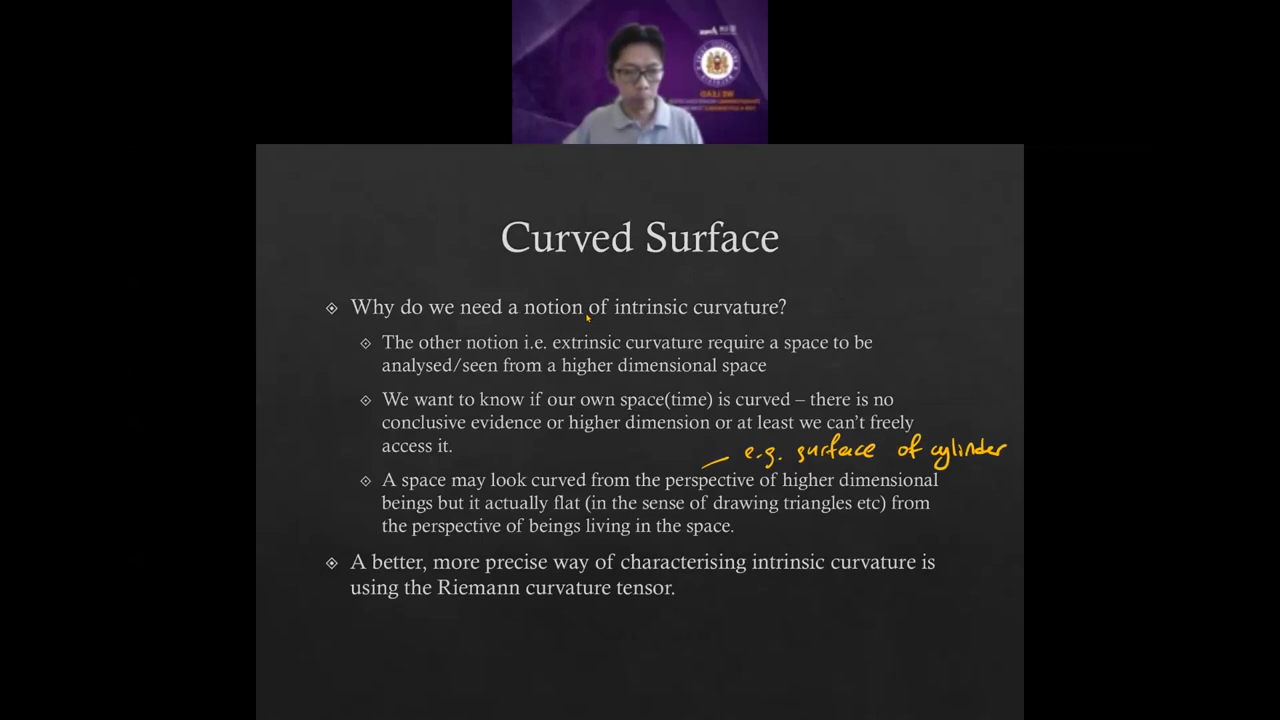 Curved Surface
Why do we need a notion of intrinsic curvature?
The other notion i.e. extrinsic curvature require a space to be
analysed/seen from a higher dimensional space
We want to know if our own space(time) is curved – there is no
conclusive evidence or higher dimension or at least we can't freely
access it.
e.g. surface of cylinder
A space may look curved from the perspective of higher dimensional
beings but it actually flat (in the sense of drawing triangles etc) from
the perspective of beings living in the space.
A better, more precise way of characterising intrinsic curvature is
using the Riemann curvature tensor.